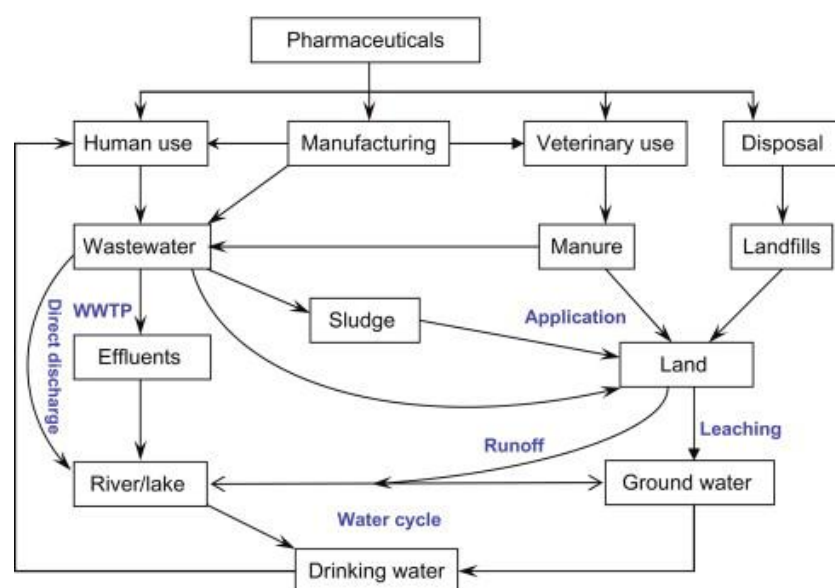 Pharmaceuticals
Human use
Manufacturing
Veterinary use
Disposal
Wastewater
Manure
Landfills
Direct discharge
WWTP
Sludge
Application
Effluents
Land
Runoff
Leaching
River/lake
Ground water
Water cycle
Drinking water